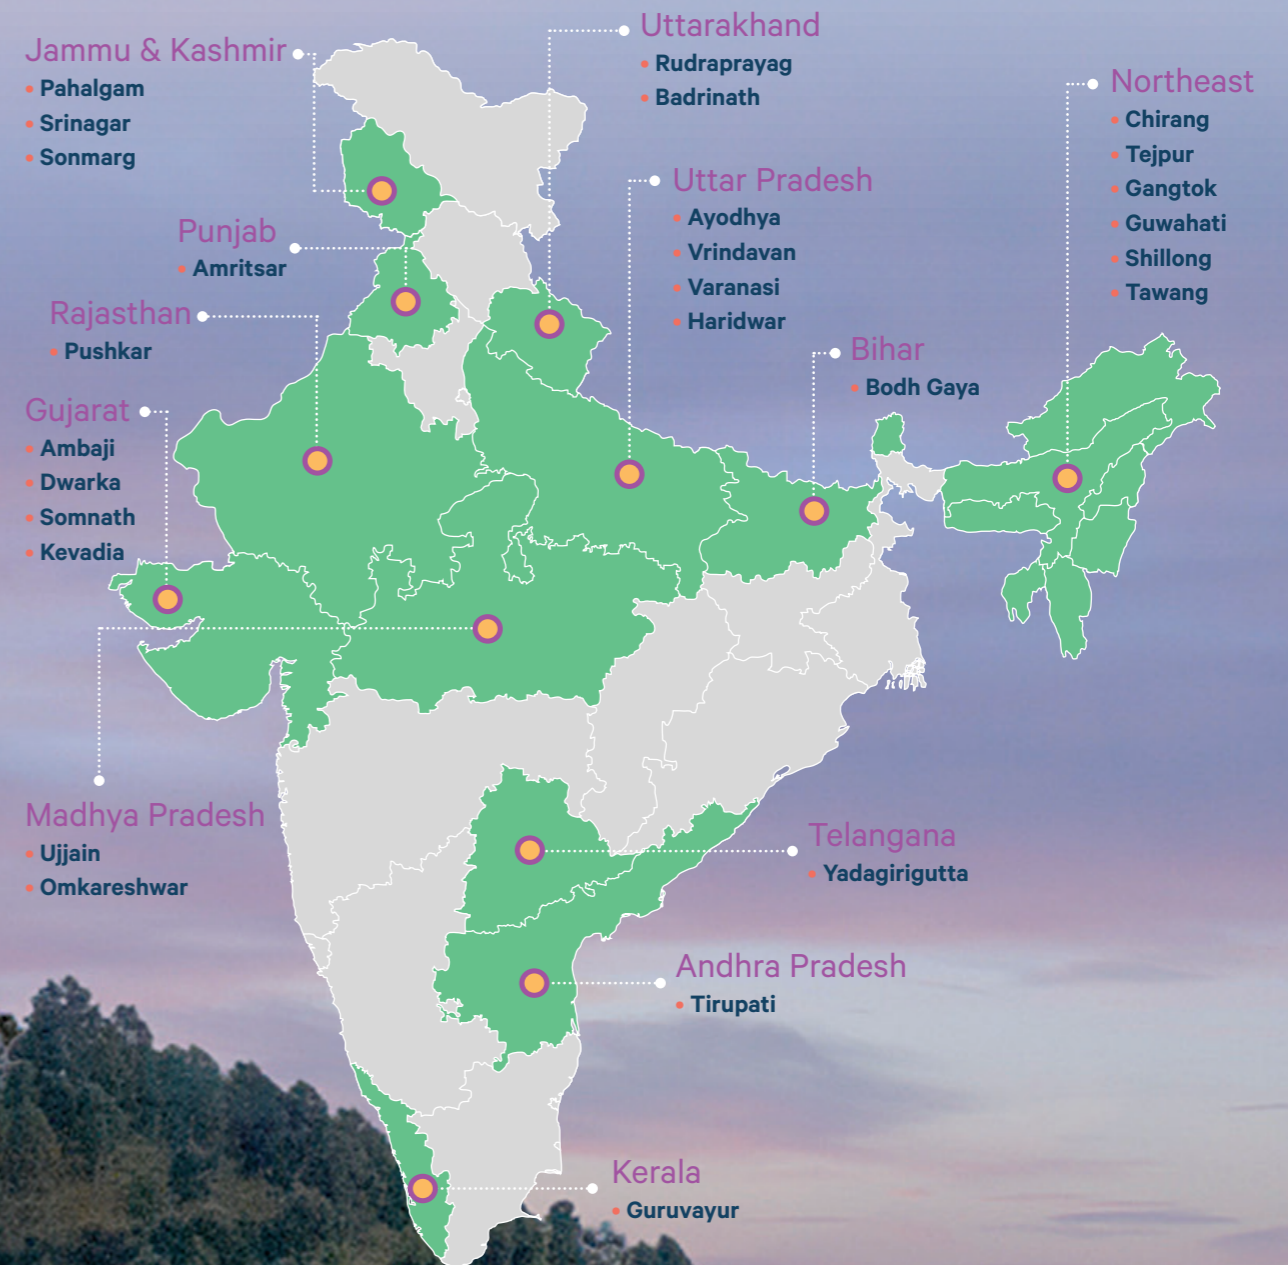 Jammu & Kashmir
• Pahalgam
• Srinagar
• Sonmarg
Punjab
• Amritsar
Rajasthan
• Pushkar
Gujarat
• Ambaji
• Dwarka
• Somnath
• Kevadia
Madhya Pradesh
• Ujjain
• Omkareshwar
Uttarakhand
• Rudraprayag
• Badrinath
Uttar Pradesh
• Ayodhya
• Vrindavan
• Varanasi
• Haridwar
Bihar
• Bodh Gaya
Northeast
• Chirang
• Tejpur
• Gangtok
• Guwahati
• Shillong
• Tawang
Telangana
• Yadagirigutta
Andhra Pradesh
• Tirupati
Kerala
• Guruvayur